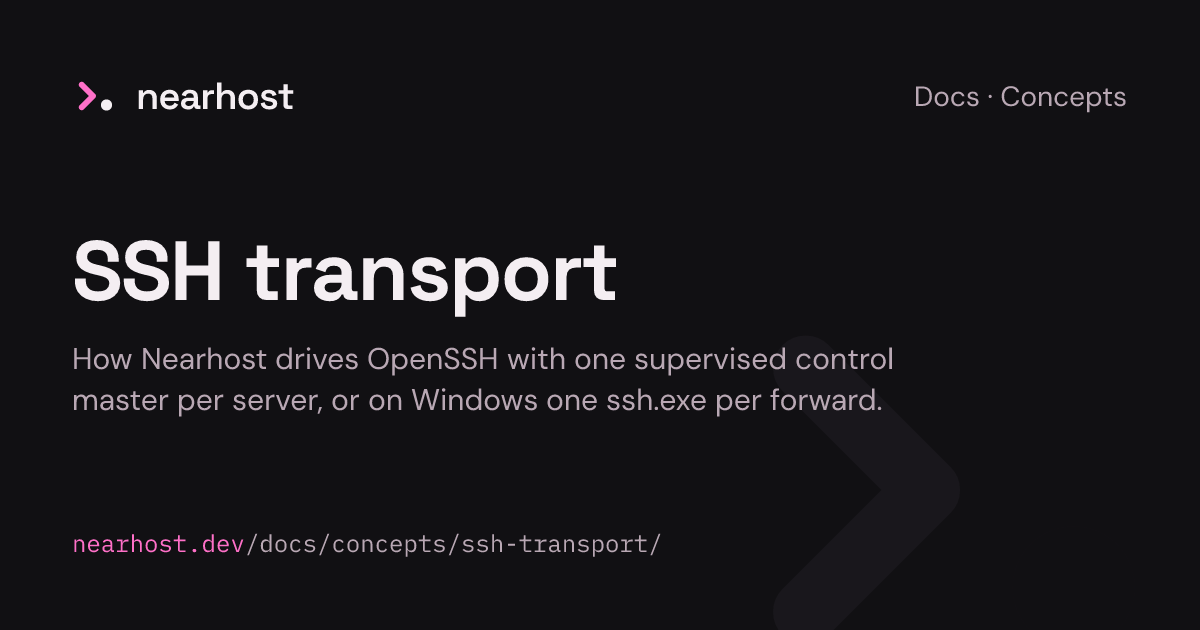 nearhost
Docs · Concepts
SSH transport
How Nearhost drives OpenSSH with one supervised control
master per server, or on Windows one ssh.exe per forward.
nearhost.dev/docs/concepts/ssh-transport/